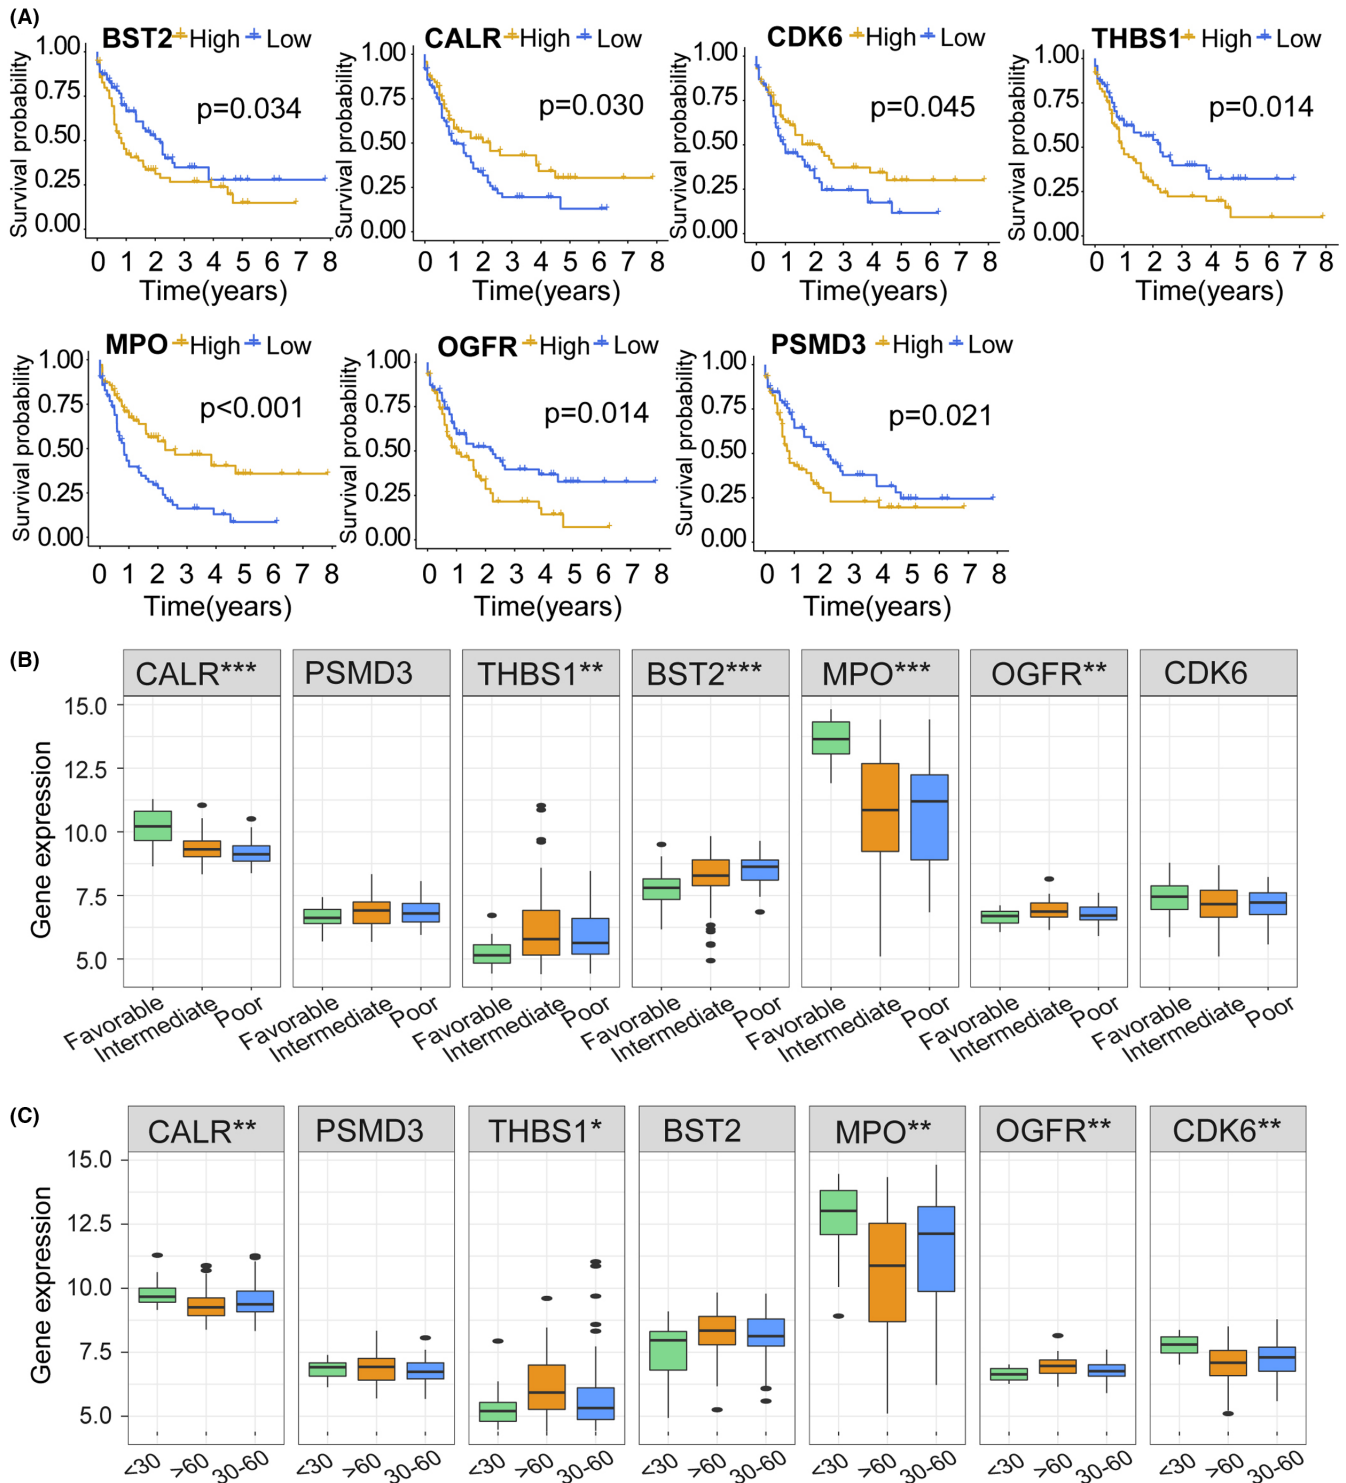 (A)
BST2 High Low
p=0.034
Survival probability
1.00
0.75
0.50
0.25
0.00
0 1 2 3 4 5 6 7 8
Time(years)
CALR High Low
p=0.030
Survival probability
1.00
0.75
0.50
0.25
0.00
0 1 2 3 4 5 6 7 8
Time(years)
CDK6 High Low
p=0.045
Survival probability
1.00
0.75
0.50
0.25
0.00
0 1 2 3 4 5 6 7 8
Time(years)
THBS1 High Low
p=0.014
Survival probability
1.00
0.75
0.50
0.25
0.00
0 1 2 3 4 5 6 7 8
Time(years)
MPO High Low
p<0.001
Survival probability
1.00
0.75
0.50
0.25
0.00
0 1 2 3 4 5 6 7 8
Time(years)
OGFR High Low
p=0.014
Survival probability
1.00
0.75
0.50
0.25
0.00
0 1 2 3 4 5 6 7 8
Time(years)
PSMD3 High Low
p=0.021
Survival probability
1.00
0.75
0.50
0.25
0.00
0 1 2 3 4 5 6 7 8
Time(years)
(B)
CALR*** PSMD3 THBS1** BST2*** MPO*** OGFR** CDK6
Gene expression
15.0
12.5
10.0
7.5
5.0
Favorable Intermediate Poor Favorable Intermediate Poor Favorable Intermediate Poor Favorable Intermediate Poor Favorable Intermediate Poor Favorable Intermediate Poor Favorable Intermediate Poor
(C)
CALR** PSMD3 THBS1* BST2 MPO** OGFR** CDK6**
Gene expression
15.0
12.5
10.0
7.5
5.0
<30 >60 30-60 <30 >60 30-60 <30 >60 30-60 <30 >60 30-60 <30 >60 30-60 <30 >60 30-60 <30 >60 30-60